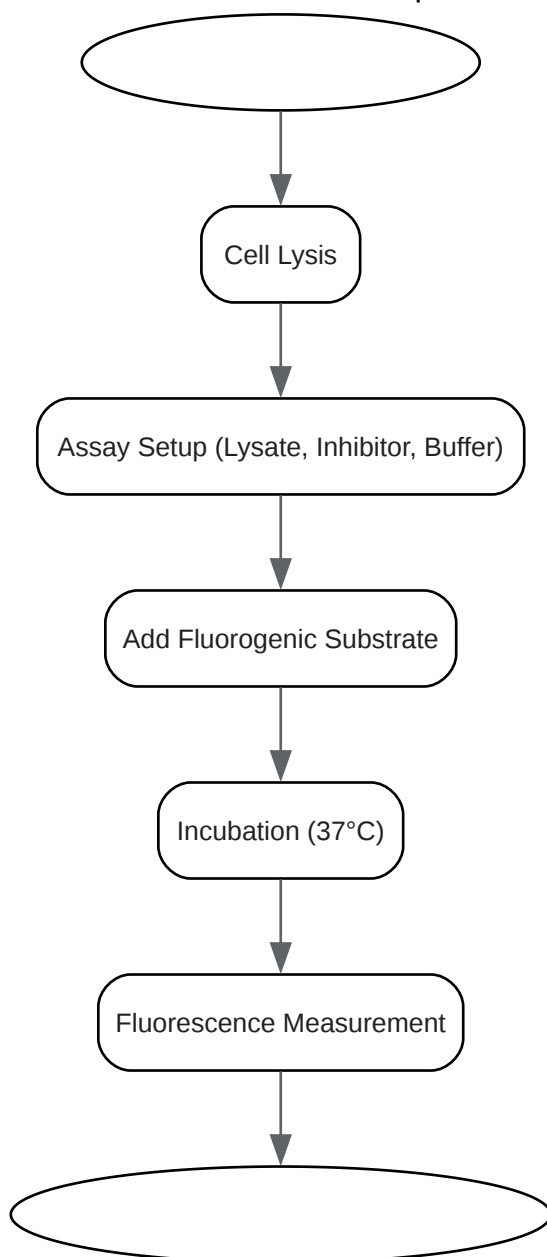 Cell Lysis
Assay Setup (Lysate, Inhibitor, Buffer)
Add Fluorogenic Substrate
Incubation (37°C)
Fluorescence Measurement